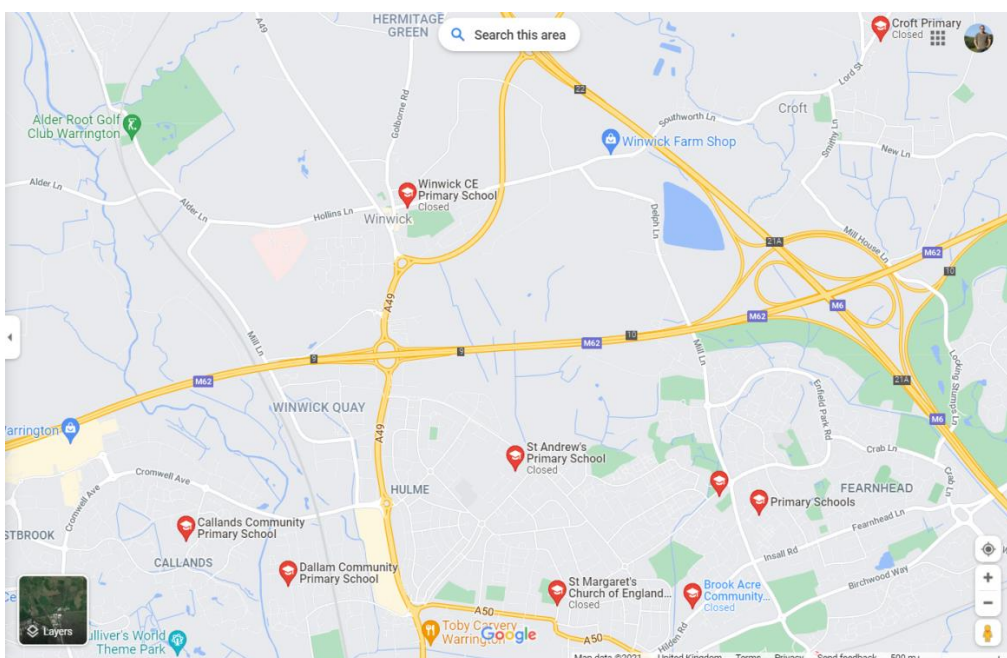 HERMITAGE
GREEN
A49
Search this area
Croft Primary
Closed
Lord St
22
Golborne Rd
Southworth Ln
Croft
Smithy Ln
New Ln
Alder Root Golf
Club Warrington
Winwick Farm Shop
Alder Ln
Winwick CE
Primary School
Closed
Alder Ln
Hollins Ln
Winwick
Delph Ln
21A
Mill House Ln
M62
10
A49
M6
M62
10
M62
9
9
Mill Ln
Mill Ln
M62
21A
Locking Stumps Ln
Enfield Park Rd
M6
WINWICK QUAY
A49
Warrington
St Andrew's
Primary School
Closed
Crab Ln
Crab Ln
Cromwell Ave
Cromwell Ave
HULME
FEARNHEAD
Primary Schools
Fearnhead Ln
STBROOK
Callands Community
Primary School
CALLANDS
Insall Rd
Birchwood Way
Dallam Community
Primary School
St Margaret's
Church of England...
Closed
Brook Acre
Community...
Closed
Layers
A50
A50
Hilden Rd
Toby Carvery
Warrington
Google
ulliver's World
Theme Park
Map data ©2021
United Kingdom
Terms
Privacy
Send feedback